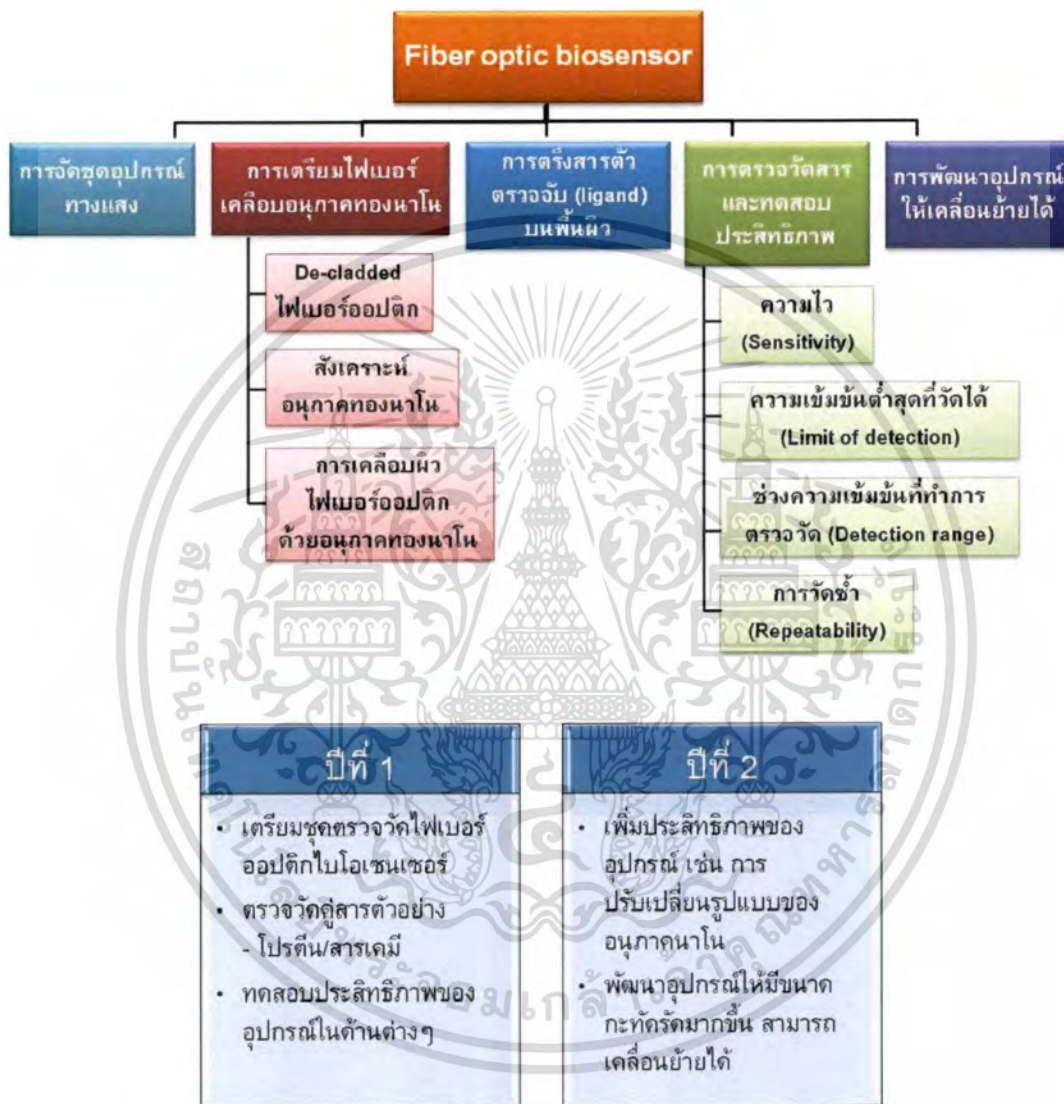 Fiber optic biosensor
การจัดชุดอุปกรณ์
ทางแสง
การเตรียมไฟเบอร์
เคลือบอนุภาคทองนาโน
การตรึงสารตัว
ตรวจจับ (ligand)
บนพื้นผิว
การตรวจวัดสาร
และทดสอบ
ประสิทธิภาพ
การพัฒนาอุปกรณ์
ให้เคลื่อนย้ายได้
De-cladded
ไฟเบอร์ออปติก
สังเคราะห์
อนุภาคทองนาโน
การเคลือบผิว
ไฟเบอร์ออปติก
ด้วยอนุภาคทองนาโน
ความไว
(Sensitivity)
ความเข้มข้นต่ำสุดที่วัดได้
(Limit of detection)
ช่วงความเข้มข้นที่ทำการ
ตรวจวัด (Detection range)
การวัดซ้ำ
(Repeatability)
ปีที่ 1
• เตรียมชุดตรวจวัดไฟเบอร์
ออปติกไบโอเซนเซอร์
• ตรวจวัดคู่สารตัวอย่าง
- โปรตีน/สารเคมี
• ทดสอบประสิทธิภาพของ
อุปกรณ์ในด้านต่างๆ
ปีที่ 2
• เพิ่มประสิทธิภาพของ
อุปกรณ์ เช่น การ
ปรับเปลี่ยนรูปแบบของ
อนุภาคนาโน
• พัฒนาอุปกรณ์ให้มีขนาด
กะทัดรัดมากขึ้น สามารถ
เคลื่อนย้ายได้